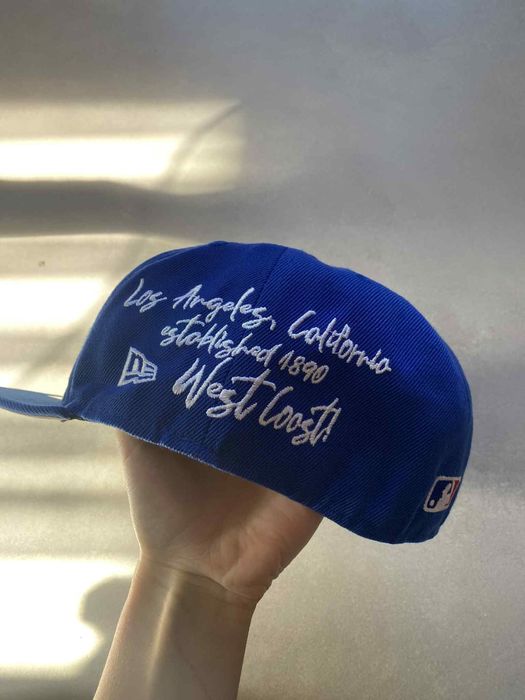 Los Angeles, California
established 1890
West Coast!